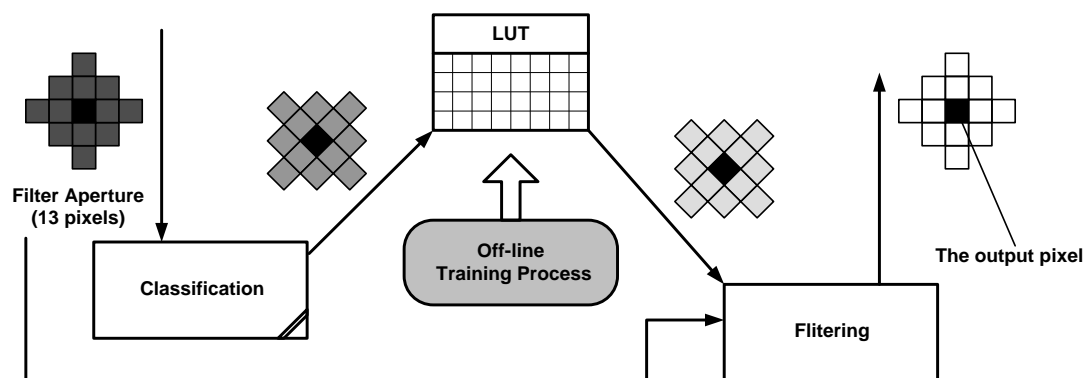 LUT
Filter Aperture
(13 pixels)
Classification
Off-line
Training Process
The output pixel
Flitering